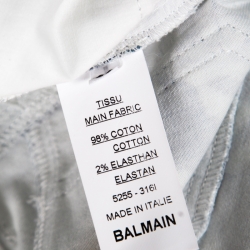 TISSU
MAIN FABRIC
98% COTON
COTTON
2% ELASTHAN
ELASTAN
5255 - 316I
MADE IN ITALIE
BALMAIN